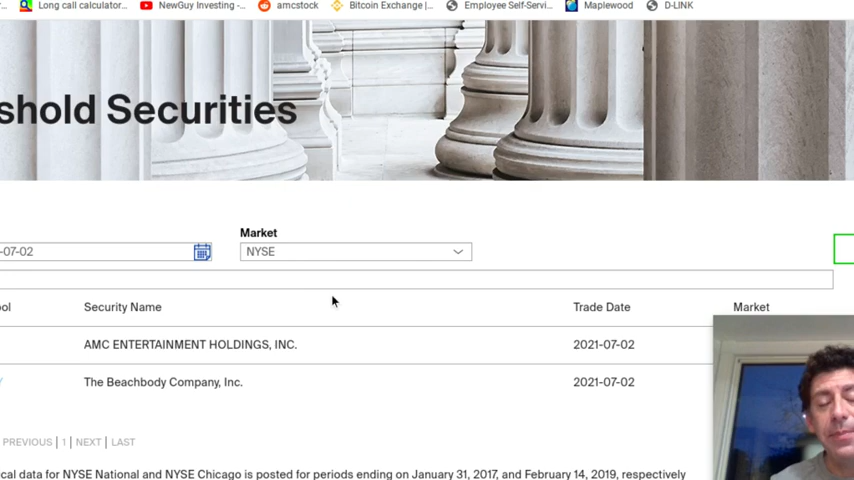 Long call calculator...
NewGuy Investing -...
amcstock
Bitcoin Exchange |...
Employee Self-Servi...
Maplewood
D-LINK
shold Securities
Market
-07-02
NYSE
ol
Security Name
Trade Date
Market
AMC ENTERTAINMENT HOLDINGS, INC.
2021-07-02
The Beachbody Company, Inc.
2021-07-02
PREVIOUS | 1 | NEXT | LAST
cal data for NYSE National and NYSE Chicago is posted for periods ending on January 31, 2017, and February 14, 2019, respectively